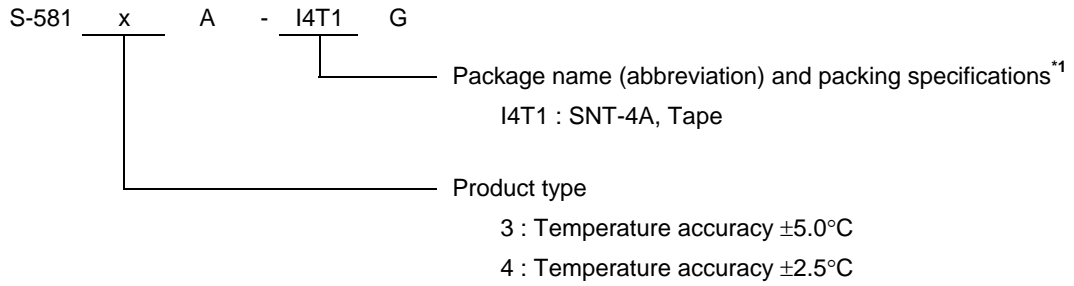 S-581 x A - I4T1 G
Package name (abbreviation) and packing specifications*1
I4T1 : SNT-4A, Tape
Product type
3 : Temperature accuracy ±5.0°C
4 : Temperature accuracy ±2.5°C